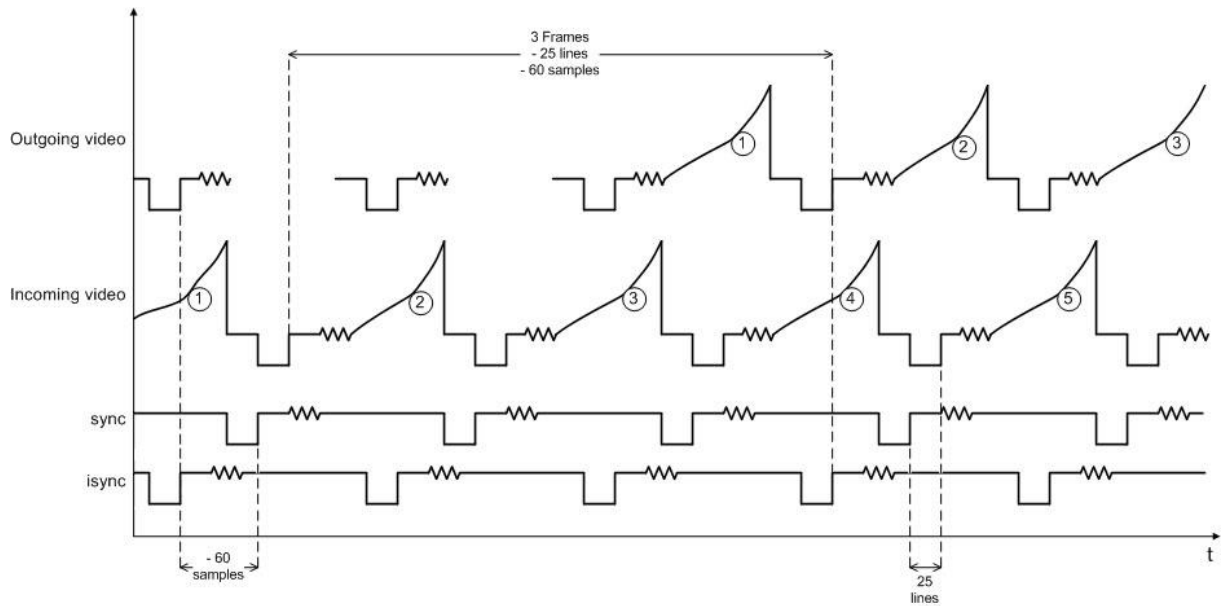 3 Frames
- 25 lines
- 60 samples
Outgoing video
1
2
3
Incoming video
1
2
3
4
5
sync
isync
t
- 60
samples
25
lines